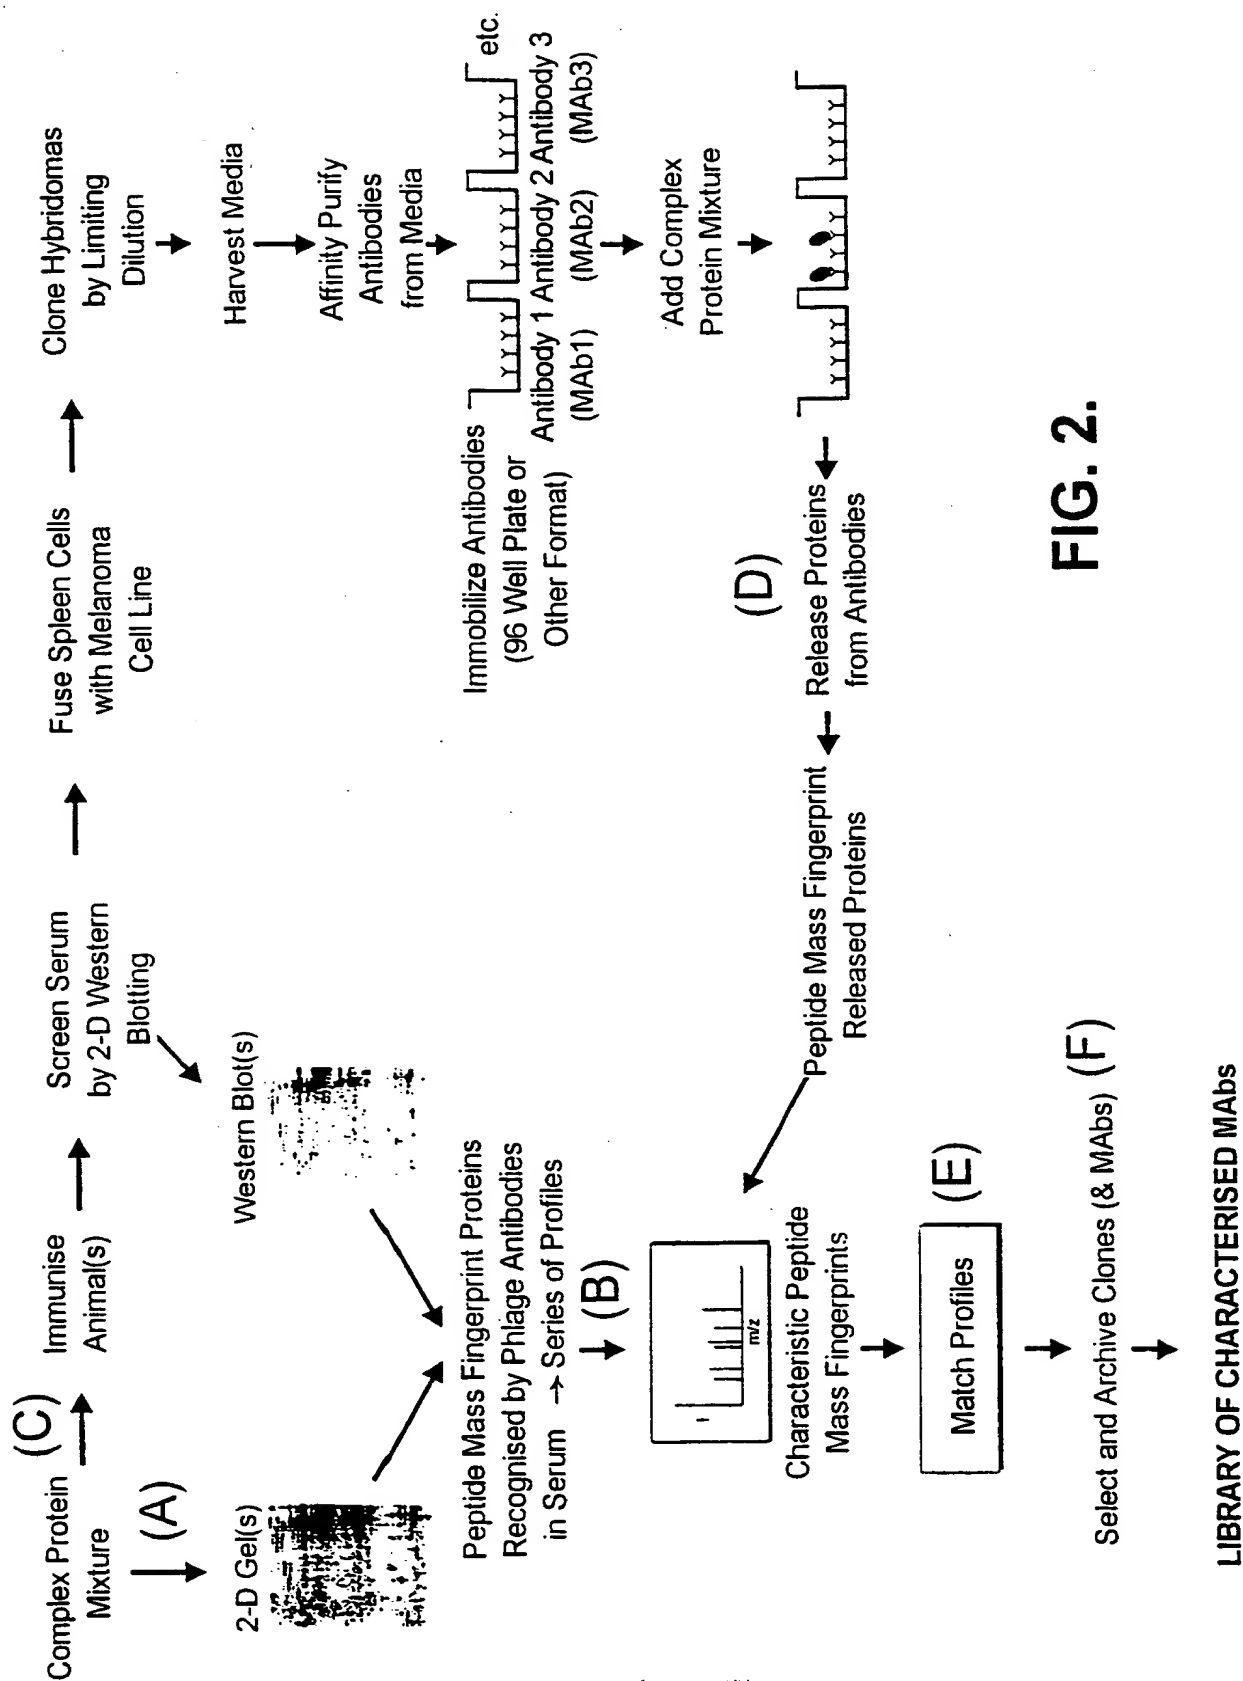 Complex Protein
Mixture
(C)
Immunise
Animal(s)
Screen Serum
by 2-D Western
Blotting
Fuse Spleen Cells
with Melanoma
Cell Line
Clone Hybridomas
by Limiting
Dilution
(A)
2-D Gel(s)
Western Blot(s)
Harvest Media
Affinity Purify
Antibodies
from Media
Immobilize Antibodies
(96 Well Plate or
Other Format)
etc.
Antibody 1 Antibody 2 Antibody 3
(MAb1) (MAb2) (MAb3)
Add Complex
Protein Mixture
Peptide Mass Fingerprint Proteins
Recognised by Phlage Antibodies
in Serum → Series of Profiles
(B)
m/z
Characteristic Peptide
Mass Fingerprints
(D)
Release Proteins
from Antibodies
Peptide Mass Fingerprint
Released Proteins
Match Profiles
(E)
Select and Archive Clones (& MAbs) (F)
LIBRARY OF CHARACTERISED MAbs
FIG. 2.